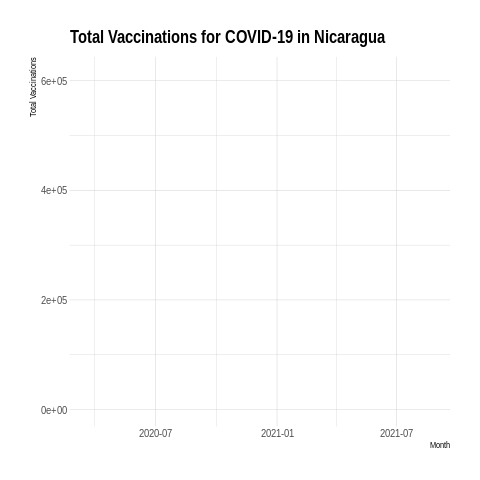 Total Vaccinations for COVID-19 in Nicaragua
Total Vaccinations
6e+05
4e+05
2e+05
0e+00
2020-07 2021-01 2021-07
Month